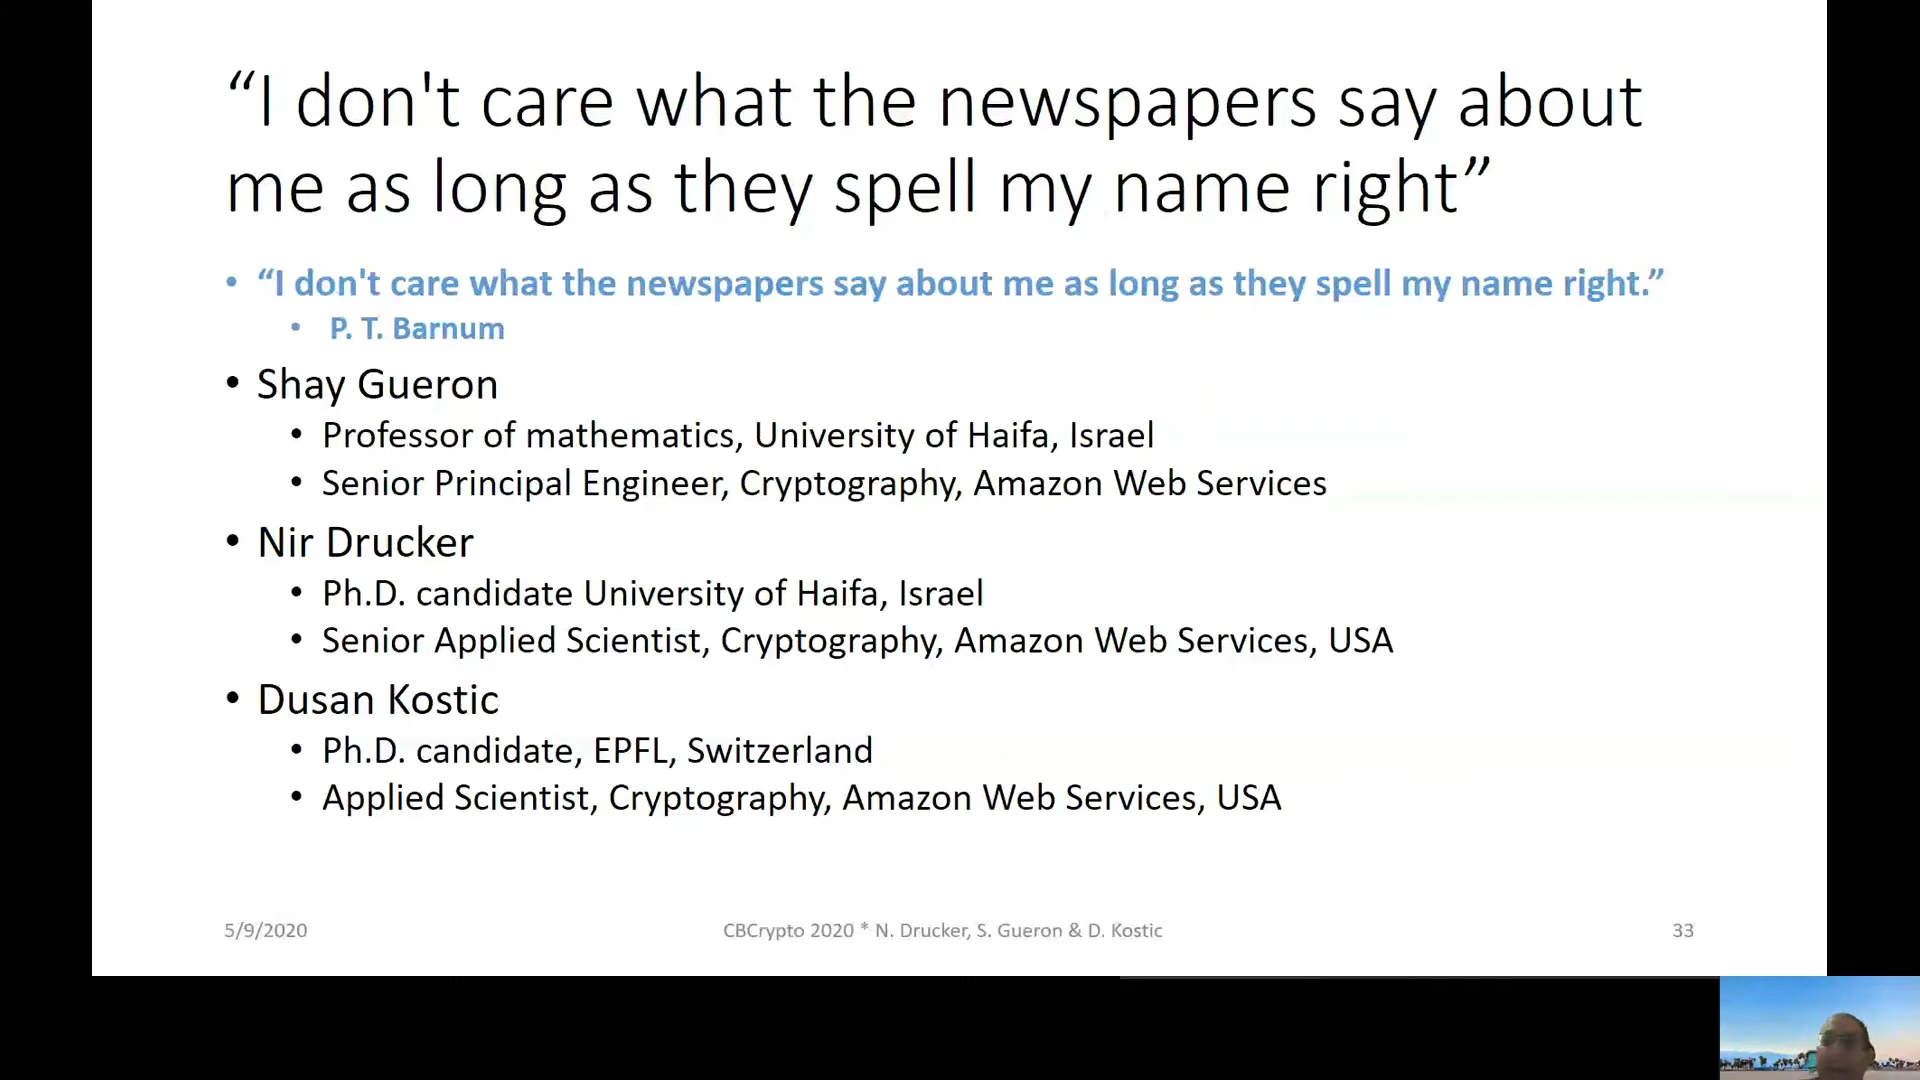 “I don't care what the newspapers say about
me as long as they spell my name right”
• “I don't care what the newspapers say about me as long as they spell my name right.”
• P. T. Barnum
• Shay Gueron
• Professor of mathematics, University of Haifa, Israel
• Senior Principal Engineer, Cryptography, Amazon Web Services
• Nir Drucker
• Ph.D. candidate University of Haifa, Israel
• Senior Applied Scientist, Cryptography, Amazon Web Services, USA
• Dusan Kostic
• Ph.D. candidate, EPFL, Switzerland
• Applied Scientist, Cryptography, Amazon Web Services, USA
5/9/2020 CBCrypto 2020 * N. Drucker, S. Gueron & D. Kostic 33